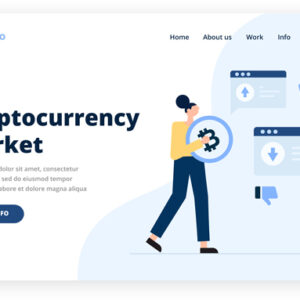 o
Home About us Work Info
ptocurrency
rket
dolor sit amet, consectetur
sed do eiusmod tempor
bore et dolore magna aliqua
FO